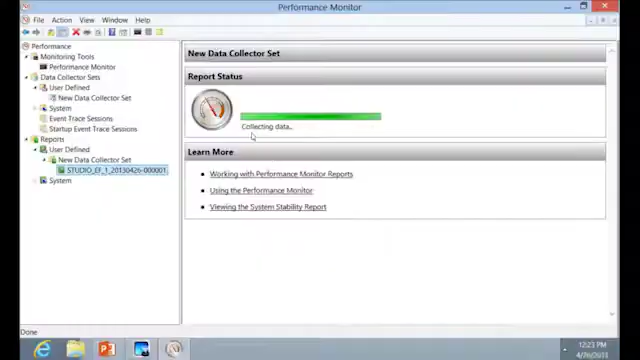 Performance Monitor
File Action View Window Help
Performance
Monitoring Tools
Performance Monitor
Data Collector Sets
User Defined
New Data Collector Set
System
Event Trace Sessions
Startup Event Trace Sessions
Reports
User Defined
New Data Collector Set
STUDIO_EF_1_20130426-000001
System
New Data Collector Set
Report Status
Collecting data...
Learn More
Working with Performance Monitor Reports
Using the Performance Monitor
Viewing the System Stability Report
Done
12:23 PM